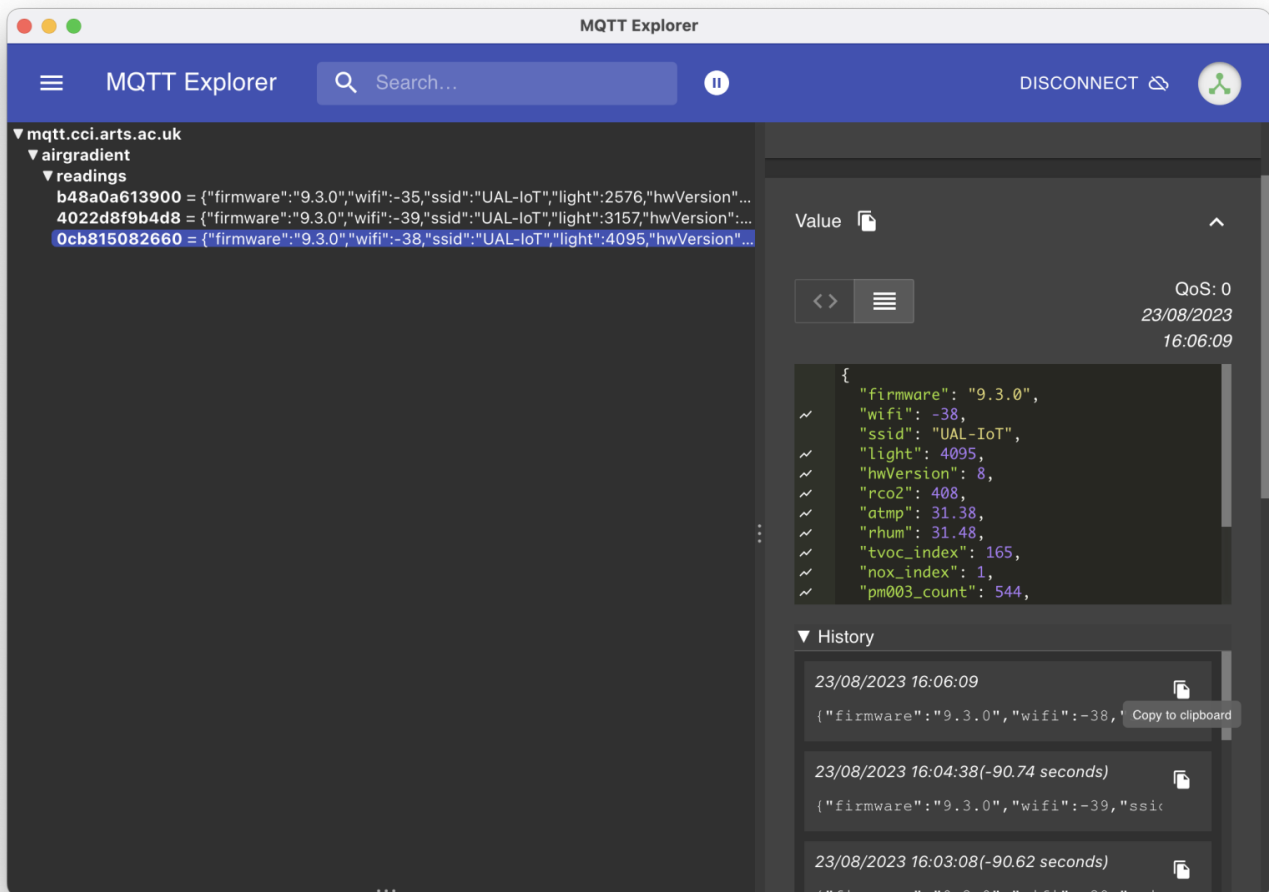 MQTT Explorer
MQTT Explorer
Search...
DISCONNECT
▼ mqtt.cci.arts.ac.uk
▼ airgradient
▼ readings
b48a0a613900 = {"firmware":"9.3.0","wifi":-35,"ssid":"UAL-IoT","light":2576,"hwVersion"...
4022d8f9b4d8 = {"firmware":"9.3.0","wifi":-39,"ssid":"UAL-IoT","light":3157,"hwVersion":...
0cb815082660 = {"firmware":"9.3.0","wifi":-38,"ssid":"UAL-IoT","light":4095,"hwVersion"...
Value
QoS: 0
23/08/2023
16:06:09
{
"firmware": "9.3.0",
"wifi": -38,
"ssid": "UAL-IoT",
"light": 4095,
"hwVersion": 8,
"rco2": 408,
"atmp": 31.38,
"rhum": 31.48,
"tvoc_index": 165,
"nox_index": 1,
"pm003_count": 544,
▼ History
23/08/2023 16:06:09
{"firmware":"9.3.0","wifi":-38,"
Copy to clipboard
23/08/2023 16:04:38(-90.74 seconds)
{"firmware":"9.3.0","wifi":-39,"ssi
23/08/2023 16:03:08(-90.62 seconds)